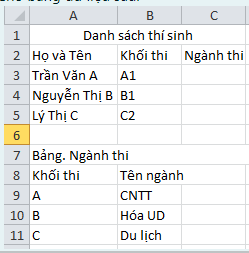 A B C
1 Danh sách thí sinh
2 Họ và Tên Khối thi Ngành thi
3 Trần Văn A A1
4 Nguyễn Thị B B1
5 Lý Thị C C2
6
7 Bảng. Ngành thi
8 Khối thi Tên ngành
9 A CNTT
10 B Hóa UD
11 C Du lịch